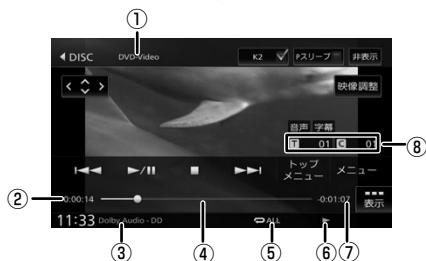 ①
◀ DISC DVD-Video K2 Pスリープ 非表示
映像調整
音声 字幕
T 01 C 01 ⑧
トップ
メニュー メニュー
② 0:00:14 -0:01:07 表示
11:33 Dolby Audio - DD ALL
③ ④ ⑤ ⑥ ⑦